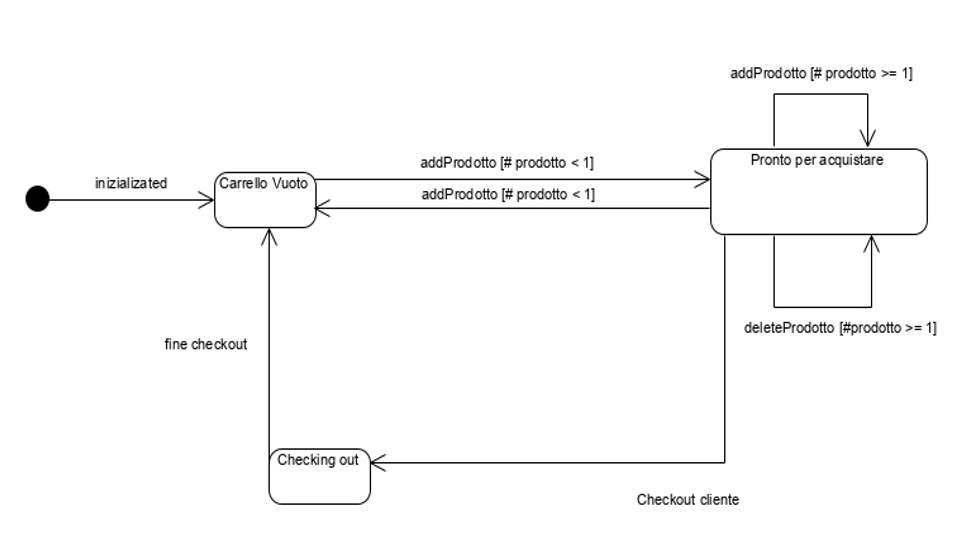 addProdotto [# prodotto >= 1]
Pronto per acquistare
addProdotto [# prodotto < 1]
inizializated
Carrello Vuoto
addProdotto [# prodotto < 1]
deleteProdotto [#prodotto >= 1]
fine checkout
Checking out
Checkout cliente